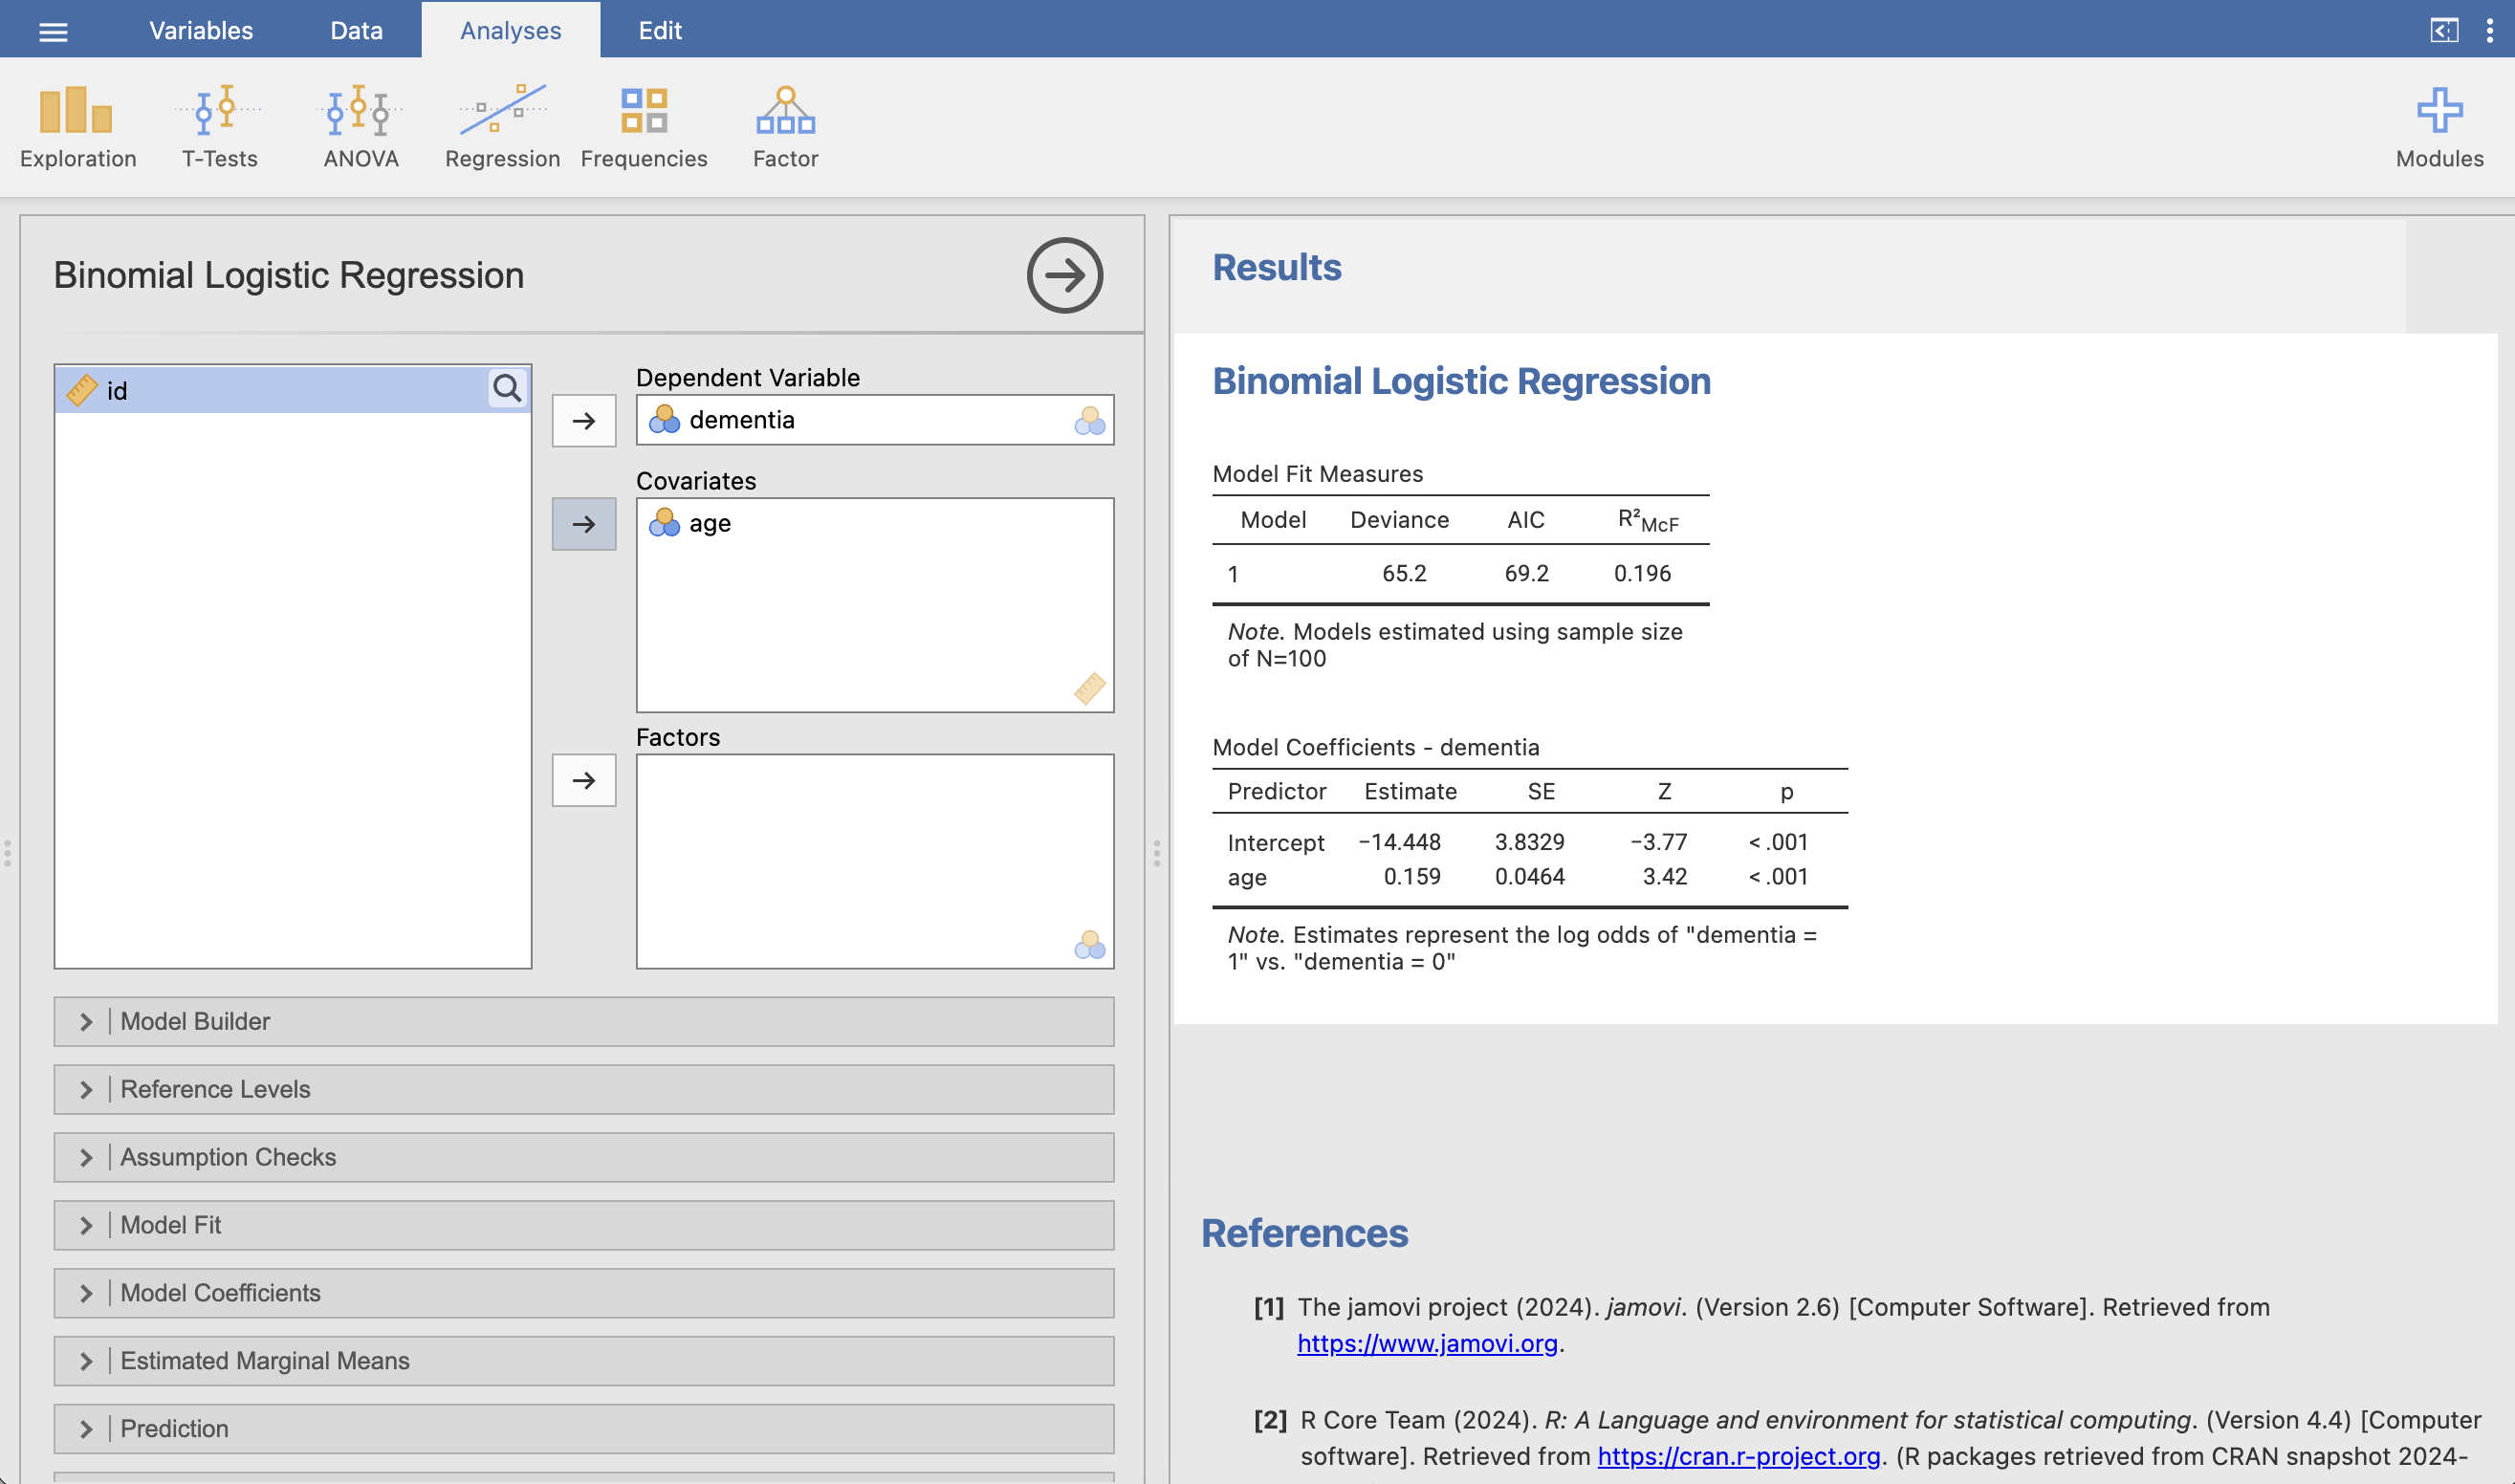 Variables Data Analyses Edit
Exploration T-Tests ANOVA Regression Frequencies Factor Modules
Binomial Logistic Regression
id
Dependent Variable
dementia
Covariates
age
Factors
Model Builder
Reference Levels
Assumption Checks
Model Fit
Model Coefficients
Estimated Marginal Means
Prediction
Results
Binomial Logistic Regression
Model Fit Measures
Model Deviance AIC R²McF
1 65.2 69.2 0.196
Note. Models estimated using sample size
of N=100
Model Coefficients - dementia
Predictor Estimate SE Z p
Intercept −14.448 3.8329 −3.77 < .001
age 0.159 0.0464 3.42 < .001
Note. Estimates represent the log odds of "dementia =
1" vs. "dementia = 0"
References
[1] The jamovi project (2024). jamovi. (Version 2.6) [Computer Software]. Retrieved from
https://www.jamovi.org.
[2] R Core Team (2024). R: A Language and environment for statistical computing. (Version 4.4) [Computer
software]. Retrieved from https://cran.r-project.org. (R packages retrieved from CRAN snapshot 2024-